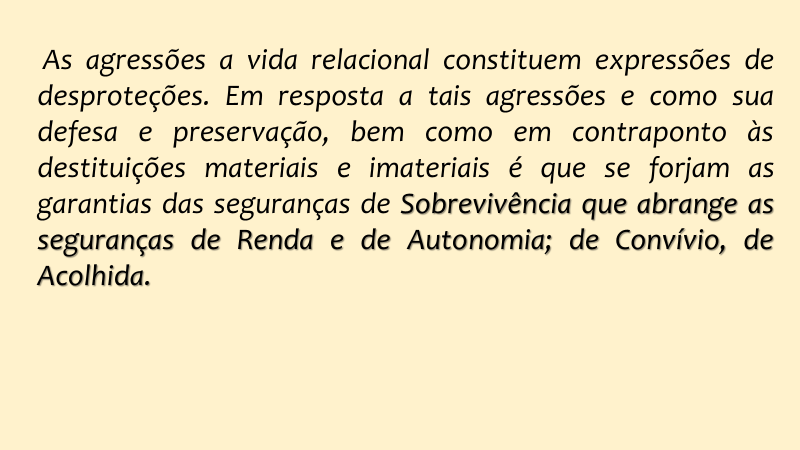 As agressões a vida relacional constituem expressões de
desproteções. Em resposta a tais agressões e como sua
defesa e preservação, bem como em contraponto às
destituições materiais e imateriais é que se forjam as
garantias das seguranças de Sobrevivência que abrange as
seguranças de Renda e de Autonomia; de Convívio, de
Acolhida.